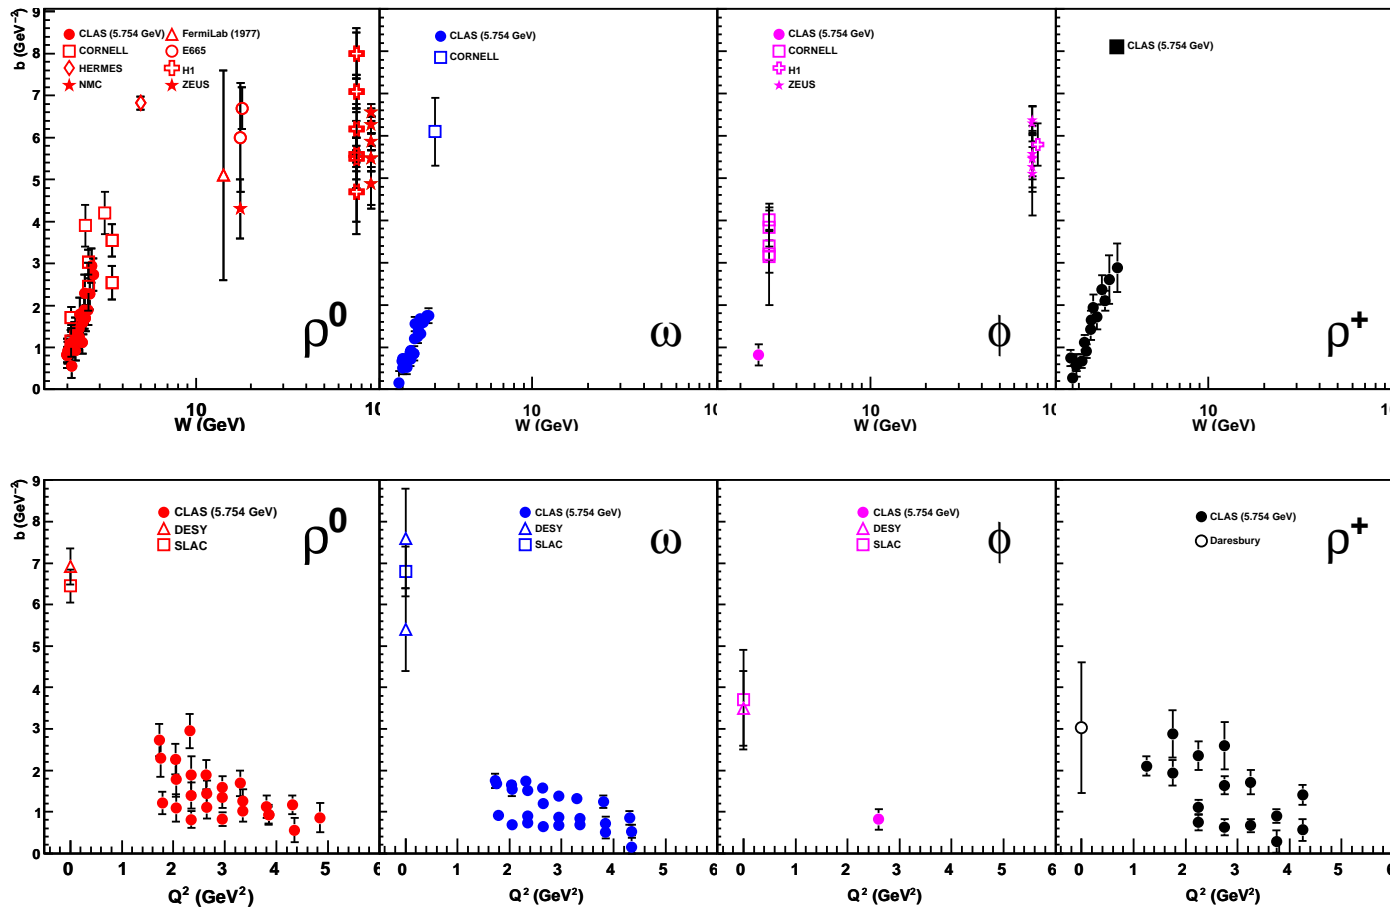 b (GeV⁻²)
9
8
7
6
5
4
3
2
1
0
CLAS (5.754 GeV)
CORNELL
HERMES
NMC
FermiLab (1977)
E665
H1
ZEUS
ρ⁰
10
W (GeV)
CLAS (5.754 GeV)
CORNELL
ω
10
W (GeV)
CLAS (5.754 GeV)
CORNELL
H1
ZEUS
ϕ
10
W (GeV)
CLAS (5.754 GeV)
ρ⁺
10
W (GeV)
b (GeV⁻²)
9
8
7
6
5
4
3
2
1
0
CLAS (5.754 GeV)
DESY
SLAC
ρ⁰
0 1 2 3 4 5 6
Q² (GeV²)
CLAS (5.754 GeV)
DESY
SLAC
ω
0 1 2 3 4 5 6
Q² (GeV²)
CLAS (5.754 GeV)
DESY
SLAC
ϕ
0 1 2 3 4 5 6
Q² (GeV²)
CLAS (5.754 GeV)
Daresbury
ρ⁺
0 1 2 3 4 5 6
Q² (GeV²)